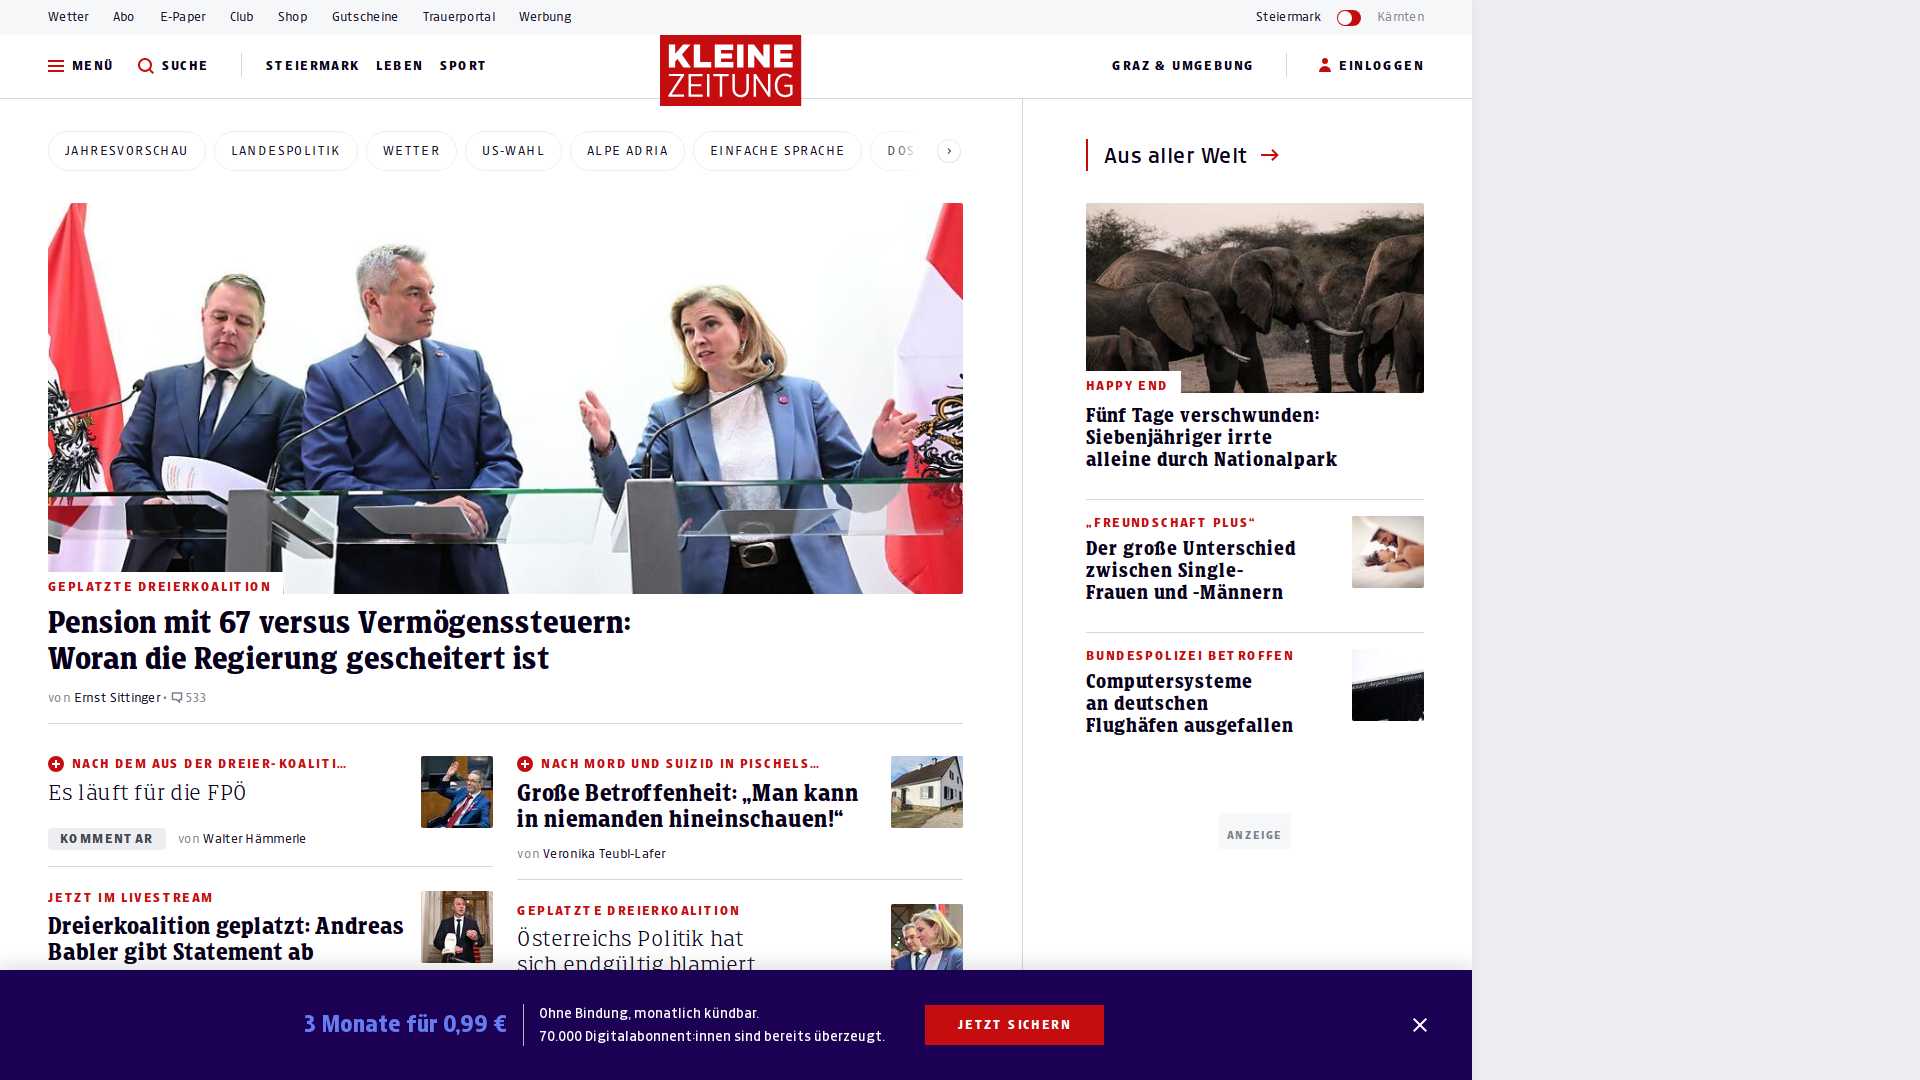 Wetter Abo E-Paper Club Shop Gutscheine Trauerportal Werbung Steiermark Kärnten
MENÜ SUCHE STEIERMARK LEBEN SPORT KLEINE ZEITUNG GRAZ & UMGEBUNG EINLOGGEN
JAHRESVORSCHAU LANDESPOLITIK WETTER US-WAHL ALPE ADRIA EINFACHE SPRACHE DOS
GEPLATZTE DREIERKOALITION
Pension mit 67 versus Vermögenssteuern:
Woran die Regierung gescheitert ist
von Ernst Sittinger • 533
NACH DEM AUS DER DREIER-KOALITI…
Es läuft für die FPÖ
KOMMENTAR von Walter Hämmerle
JETZT IM LIVESTREAM
Dreierkoalition geplatzt: Andreas
Babler gibt Statement ab
NACH MORD UND SUIZID IN PISCHELS…
Große Betroffenheit: „Man kann
in niemanden hineinschauen!“
von Veronika Teubl-Lafer
GEPLATZTE DREIERKOALITION
Österreichs Politik hat
sich endgültig blamiert
Aus aller Welt
HAPPY END
Fünf Tage verschwunden:
Siebenjähriger irrte
alleine durch Nationalpark
„FREUNDSCHAFT PLUS“
Der große Unterschied
zwischen Single-
Frauen und -Männern
BUNDESPOLIZEI BETROFFEN
Computersysteme
an deutschen
Flughäfen ausgefallen
ANZEIGE
3 Monate für 0,99 €
Ohne Bindung, monatlich kündbar.
70.000 Digitalabonnent:innen sind bereits überzeugt.
JETZT SICHERN